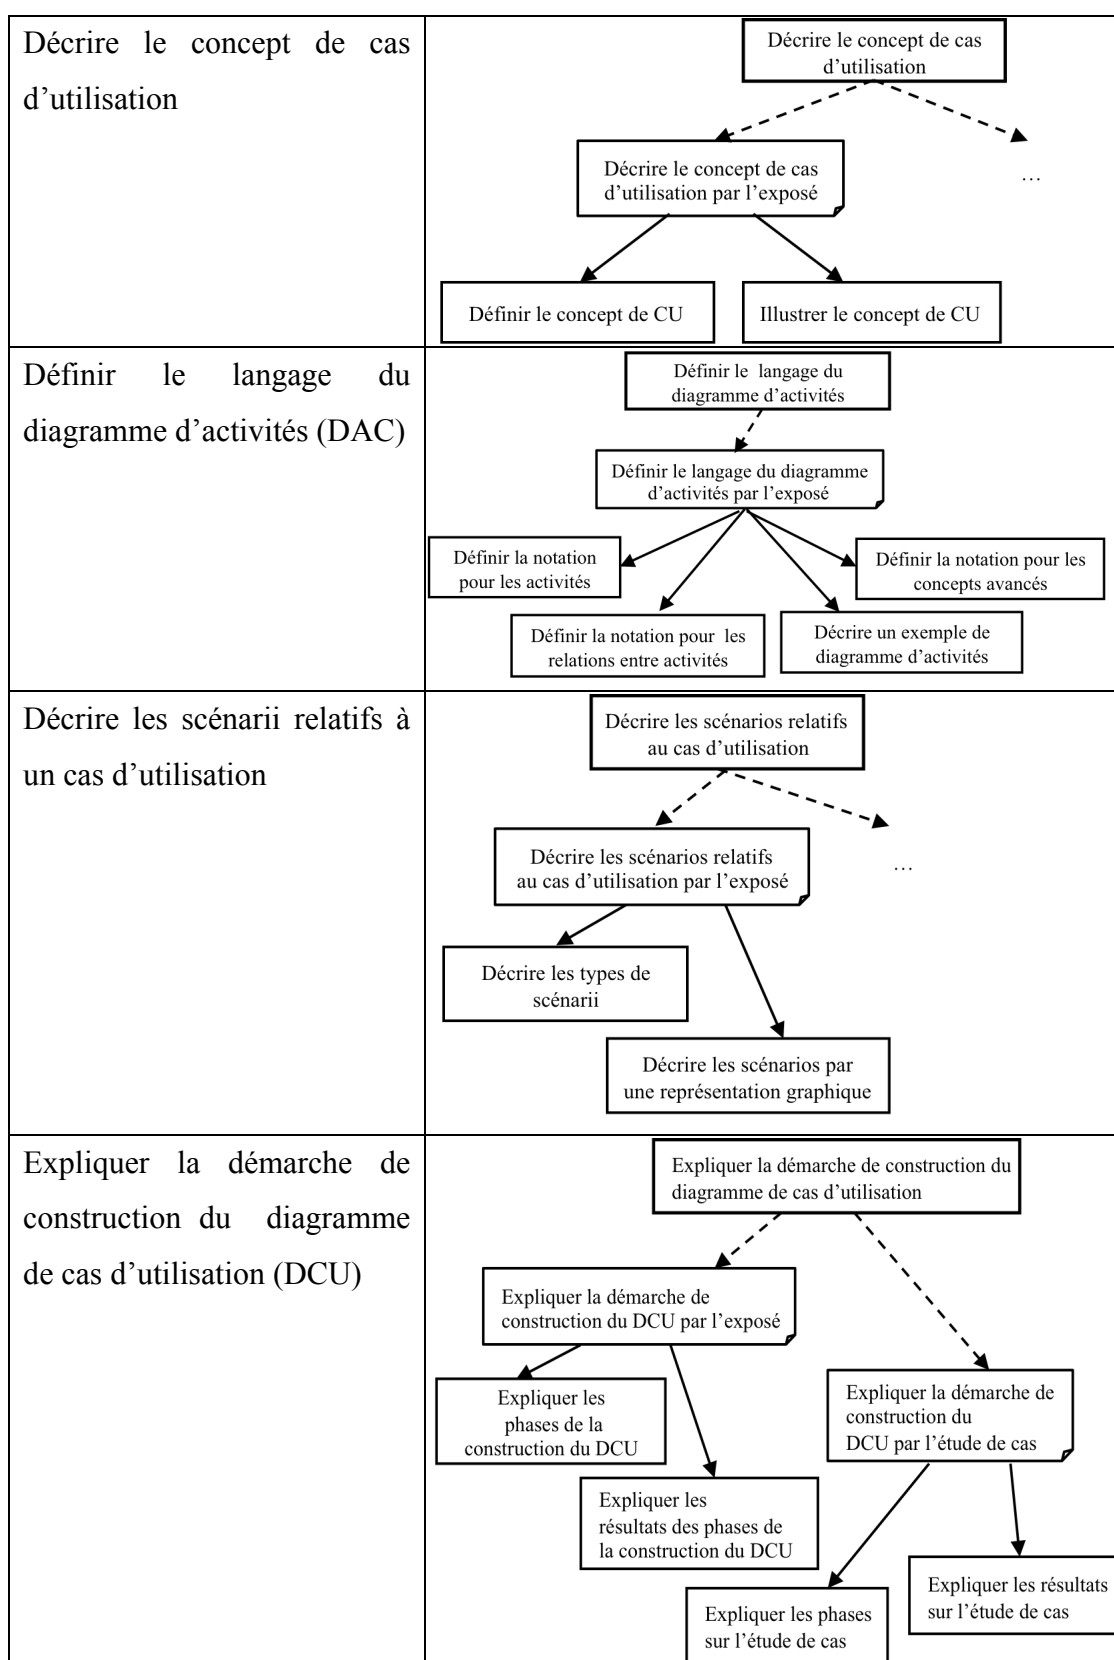 Décrire le concept de cas
d’utilisation
Décrire le concept de cas
d’utilisation
Décrire le concept de cas
d’utilisation par l’exposé
…
Définir le concept de CU
Illustrer le concept de CU
Définir le langage du
diagramme d’activités (DAC)
Définir le langage du
diagramme d’activités
Définir le langage du diagramme
d’activités par l’exposé
Définir la notation
pour les activités
Définir la notation pour les
concepts avancés
Définir la notation pour les
relations entre activités
Décrire un exemple de
diagramme d’activités
Décrire les scénarii relatifs à
un cas d’utilisation
Décrire les scénarios relatifs
au cas d’utilisation
Décrire les scénarios relatifs
au cas d’utilisation par l’exposé
…
Décrire les types de
scénarii
Décrire les scénarios par
une représentation graphique
Expliquer la démarche de
construction du diagramme
de cas d’utilisation (DCU)
Expliquer la démarche de construction du
diagramme de cas d’utilisation
Expliquer la démarche de
construction du DCU par l’exposé
Expliquer les
phases de la
construction du DCU
Expliquer la démarche de
construction du
DCU par l’étude de cas
Expliquer les
résultats des phases de
la construction du DCU
Expliquer les phases
sur l’étude de cas
Expliquer les résultats
sur l’étude de cas